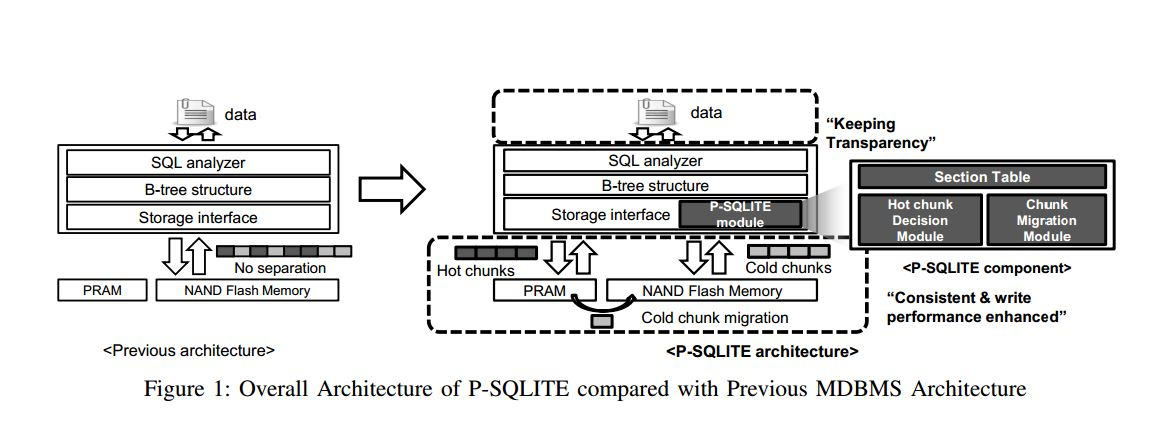 data
SQL analyzer
B-tree structure
Storage interface
No separation
PRAM
NAND Flash Memory
<Previous architecture>
data
“Keeping
Transparency”
SQL analyzer
B-tree structure
Storage interface
P-SQLITE
module
Section Table
Hot chunk
Decision
Module
Chunk
Migration
Module
<P-SQLITE component>
Hot chunks
Cold chunks
PRAM
NAND Flash Memory
Cold chunk migration
“Consistent & write
performance enhanced”
<P-SQLITE architecture>
Figure 1: Overall Architecture of P-SQLITE compared with Previous MDBMS Architecture